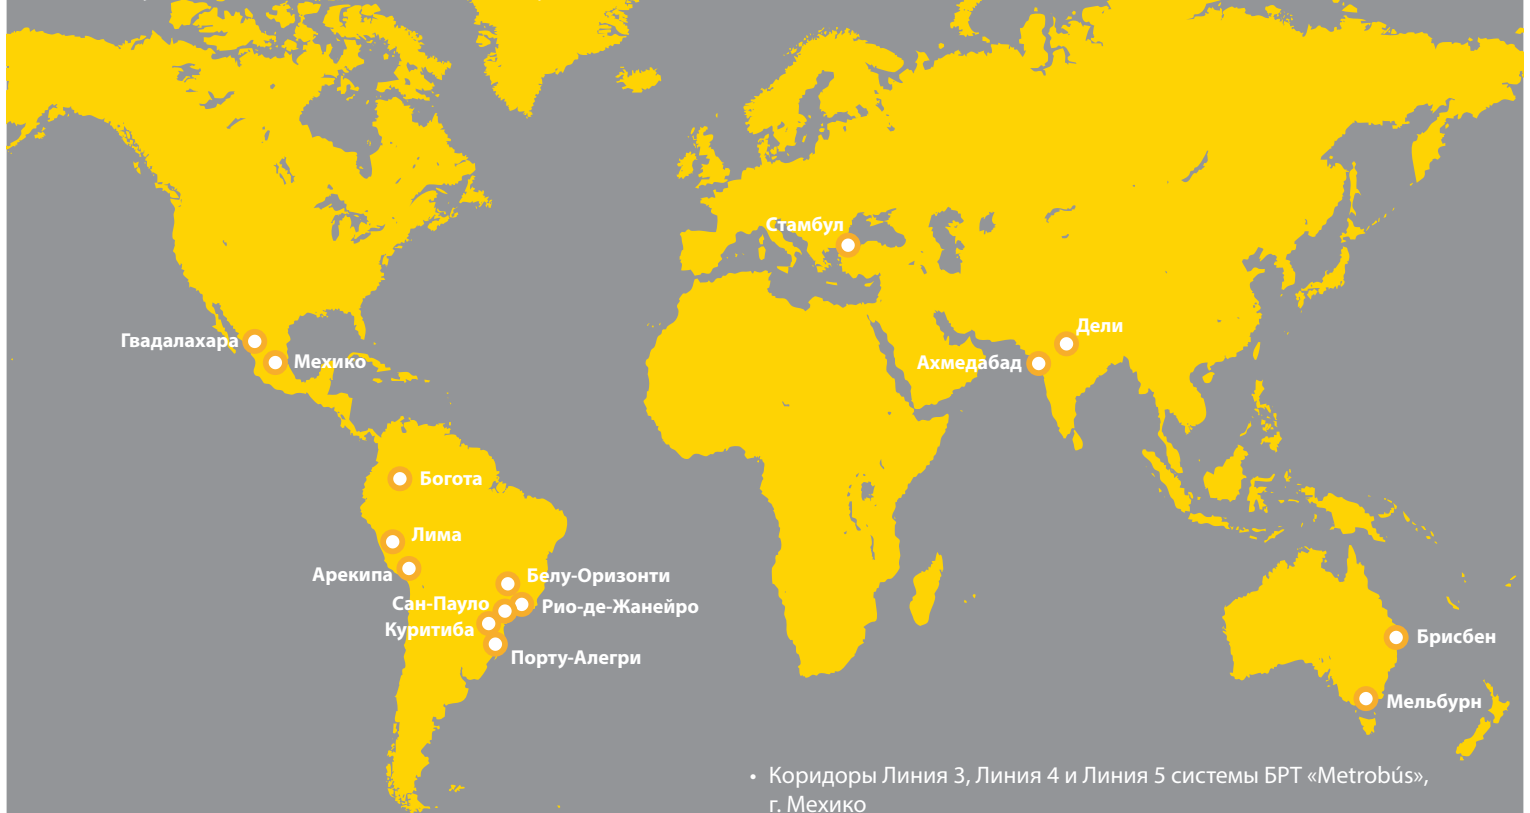 Стамбул
Дели
Гвадалахара
Мехико
Ахмедабад
Богота
Лима
Арекипа
Белу-Оризонти
Сан-Пауло
Рио-де-Жанейро
Куритиба
Порту-Алегри
Брисбен
Мельбурн
• Коридоры Линия 3, Линия 4 и Линия 5 системы БРТ «Metrobús»,
г. Мехико